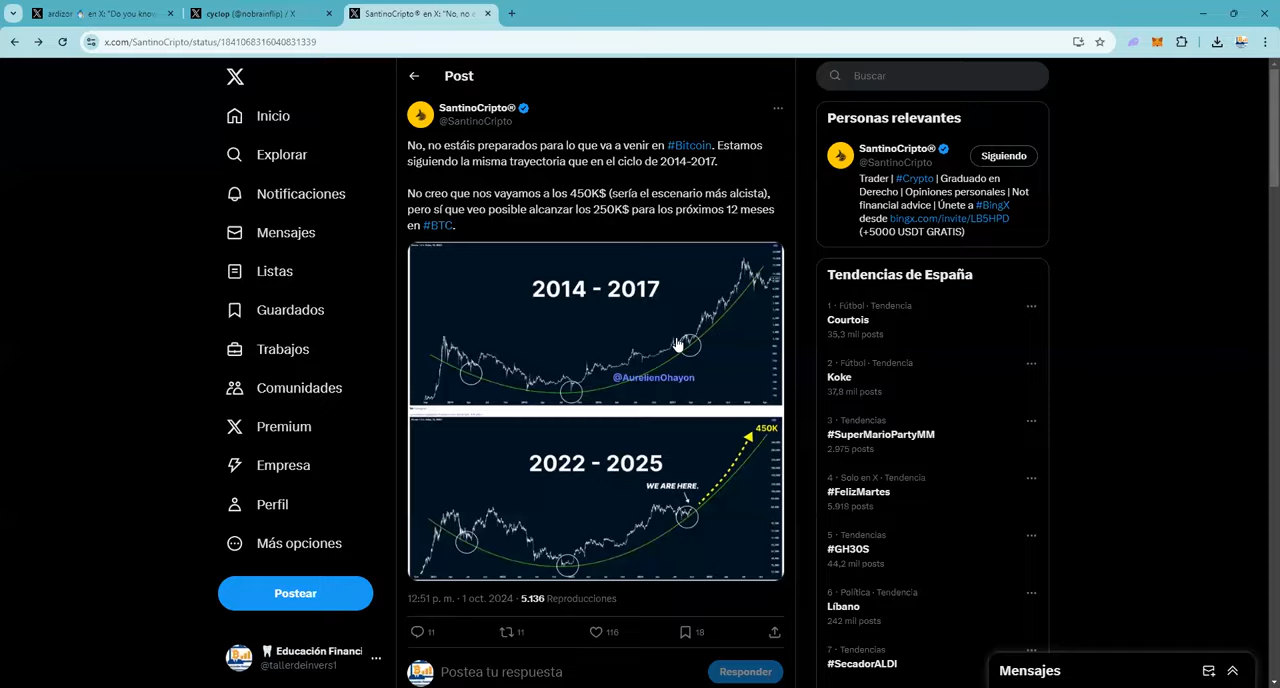 ardizor en X: "Do you know
cyclop (@nobrainflip) / X
SantinoCripto® en X: "No, no e
x.com/SantinoCripto/status/1841068316040831339
Inicio
Explorar
Notificaciones
Mensajes
Listas
Guardados
Trabajos
Comunidades
Premium
Empresa
Perfil
Más opciones
Postear
Educación Financi
@tallerdeinvers1
Post
SantinoCripto®
@SantinoCripto
No, no estáis preparados para lo que va a venir en #Bitcoin. Estamos
siguiendo la misma trayectoria que en el ciclo de 2014-2017.
No creo que nos vayamos a los 450K$ (sería el escenario más alcista),
pero sí que veo posible alcanzar los 250K$ para los próximos 12 meses
en #BTC.
2014 - 2017
@AurelienOhayon
450K
2022 - 2025
WE ARE HERE.
12:51 p. m. · 1 oct. 2024 · 5.136 Reproducciones
11
11
116
18
Postea tu respuesta
Responder
Buscar
Personas relevantes
SantinoCripto®
@SantinoCripto
Siguiendo
Trader | #Crypto | Graduado en
Derecho | Opiniones personales | Not
financial advice | Únete a #BingX
desde bingx.com/invite/LB5HPD
(+5000 USDT GRATIS)
Tendencias de España
1 · Fútbol · Tendencia
Courtois
35,3 mil posts
2 · Fútbol · Tendencia
Koke
37,8 mil posts
3 · Tendencias
#SuperMarioPartyMM
2.975 posts
4 · Solo en X · Tendencia
#FelizMartes
5.918 posts
5 · Tendencias
#GH30S
44,2 mil posts
6 · Política · Tendencia
Líbano
242 mil posts
7 · Tendencias
#SecadorALDI
Mensajes